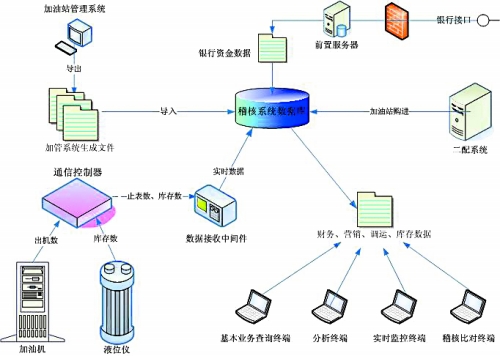 加油站管理系统
银行接口
前置服务器
银行资金数据
导出
导入
稽核系统数据库
加油站购进
加管系统生成文件
二配系统
通信控制器
实时数据
止表数、库存数
出机数
库存数
数据接收中间件
财务、营销、调运、库存数据
加油机
液位仪
基本业务查询终端
分析终端
实时监控终端
稽核比对终端